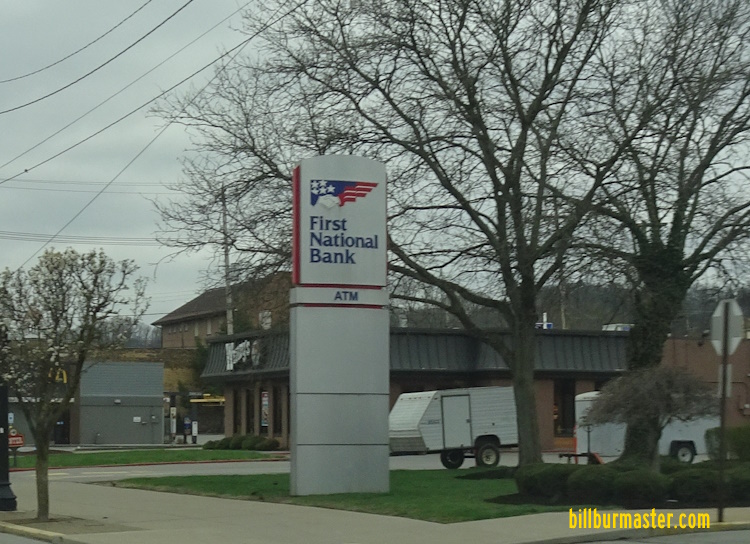 First
National
Bank
ATM
billburmaster.com